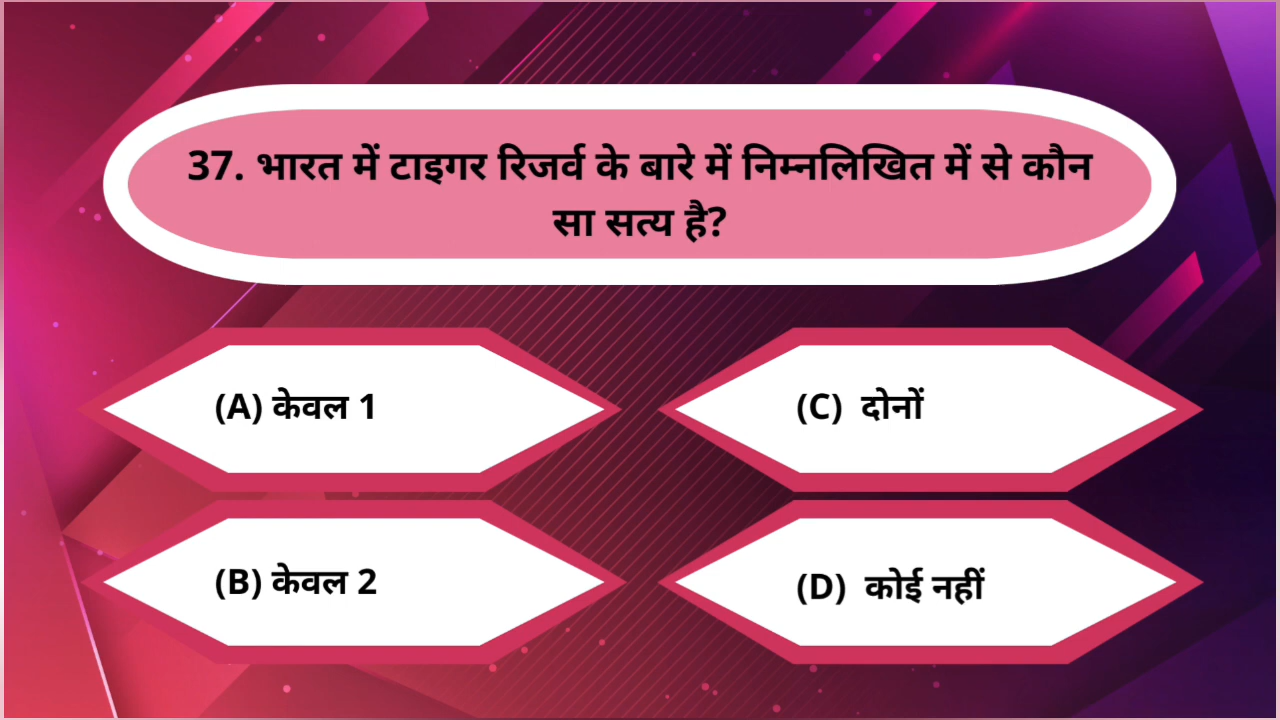 37. भारत में टाइगर रिजर्व के बारे में निम्नलिखित में से कौन
सा सत्य है?
(A) केवल 1
(B) केवल 2
(C) दोनों
(D) कोई नहीं